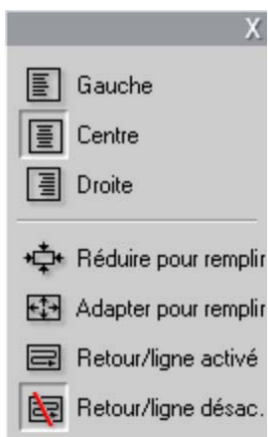 X
Gauche
Centre
Droite
Réduire pour remplir
Adapter pour remplir
Retour/ligne activé
Retour/ligne désac.